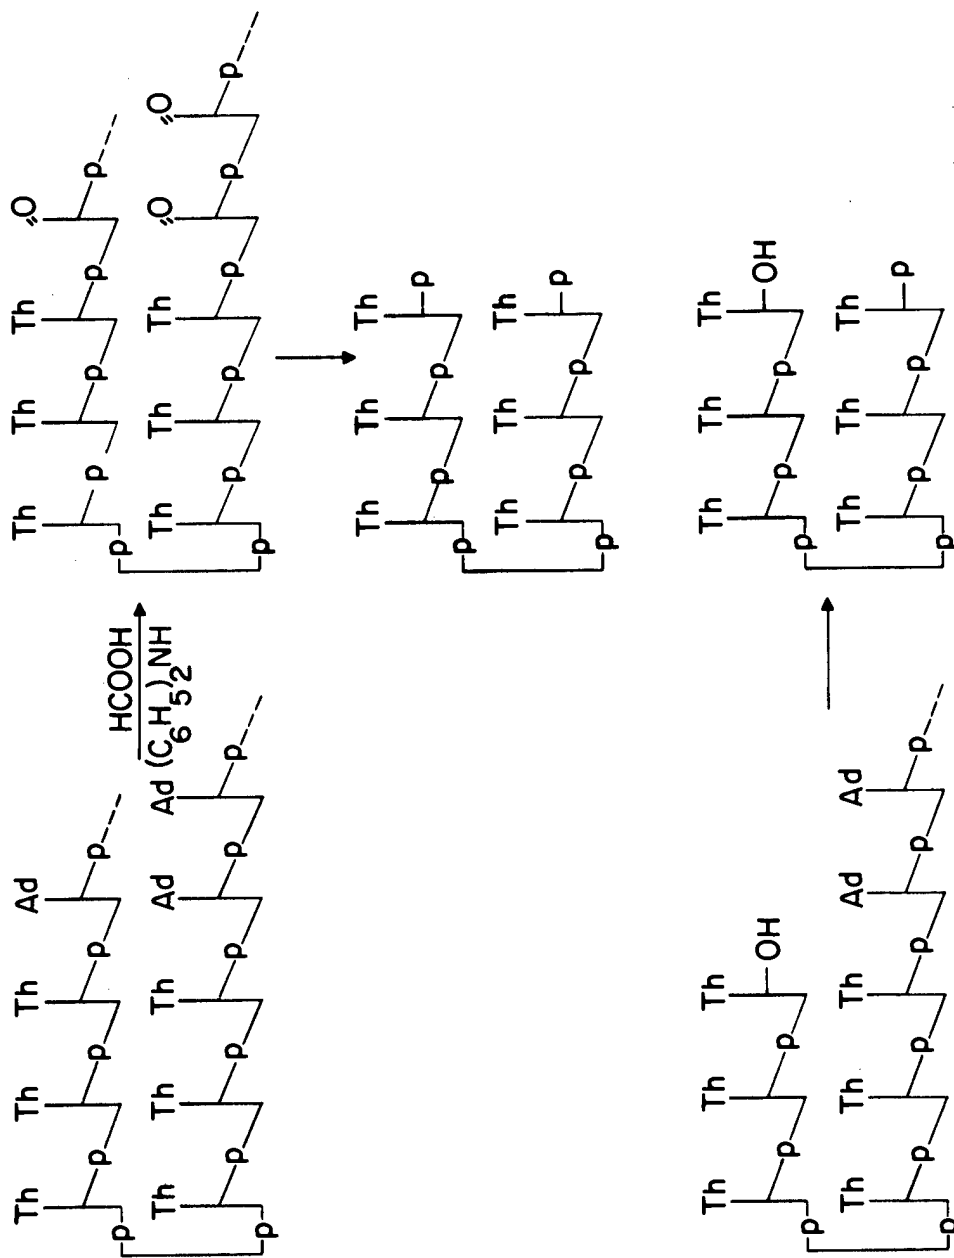 Th Th Th Ad Th Th Th O
p p p p p p p p
p HCOOH p
Th Th Th Ad Ad (C6H5)2NH Th Th Th O O
p p p p p p p p p p
p p
Th Th Th
p p p
p
Th Th Th
p p p
p
Th Th Th Th Th Th
OH OH
p p p p
p p
Th Th Th Ad Ad Th Th Th
p p p p p p p p
p p